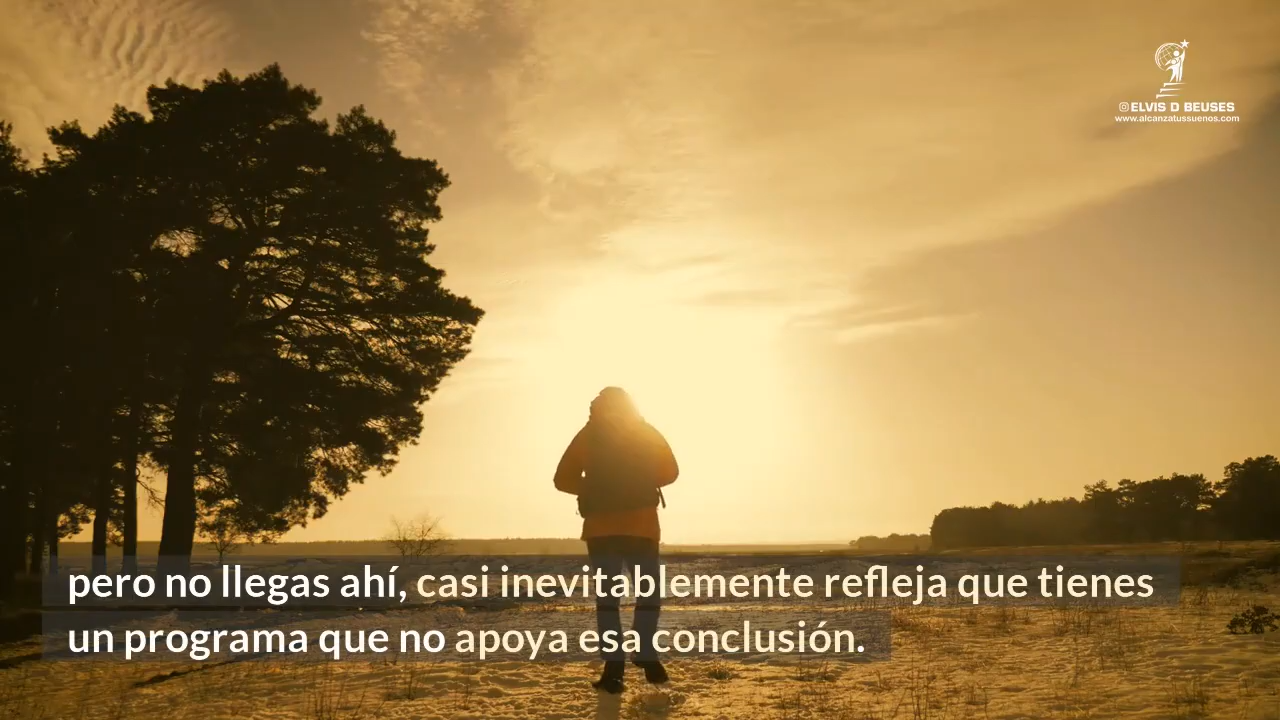 ELVIS D BEUSES
www.alcanzatussuenos.com
pero no llegas ahí, casi inevitablemente refleja que tienes
un programa que no apoya esa conclusión.